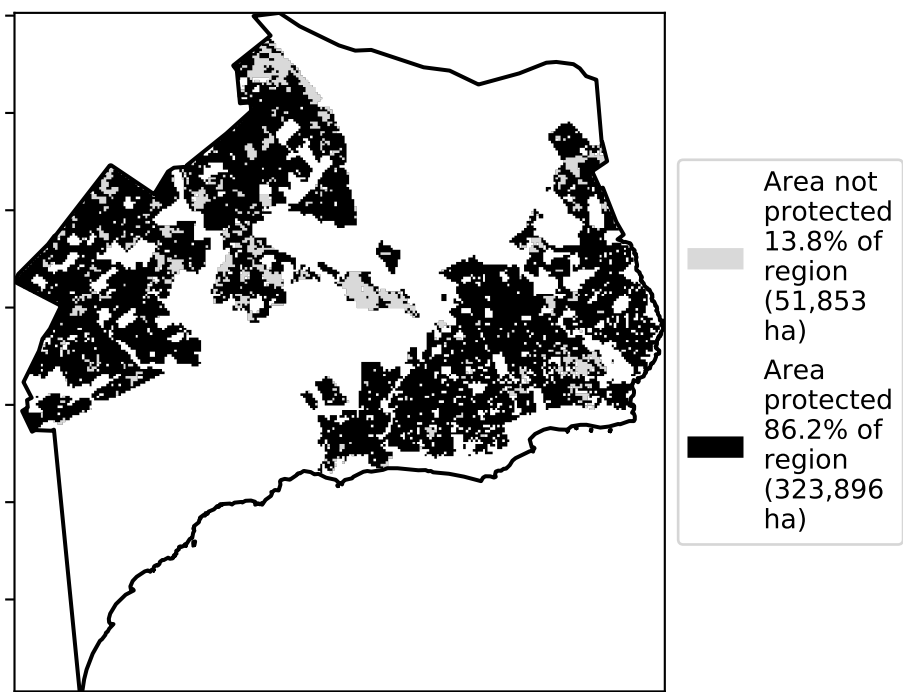 Area not
protected
13.8% of
region
(51,853
ha)
Area
protected
86.2% of
region
(323,896
ha)